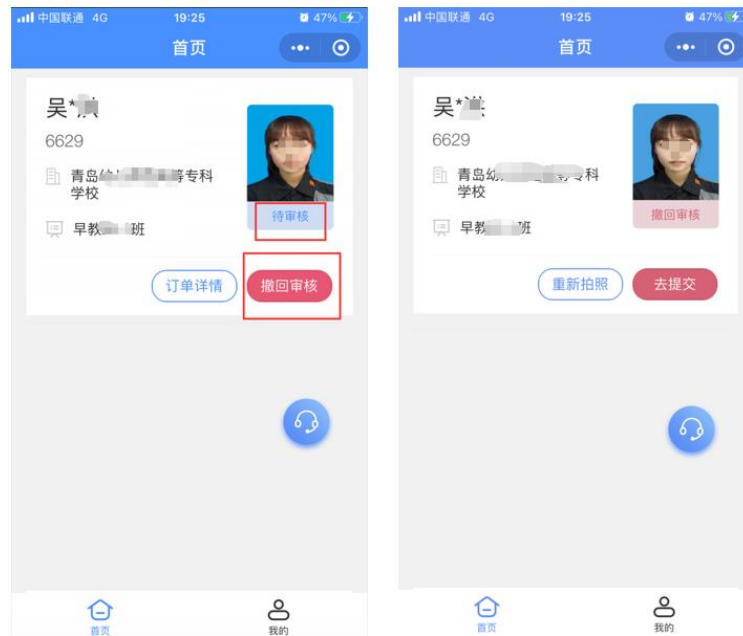 中国联通 4G
19:25
47%
首页
吴*
6629
青岛 等专科
学校
早教 班
待审核
订单详情
撤回审核
首页
我的
中国联通 4G
19:25
47%
首页
吴*
6629
青岛幼 专科
学校
早教 班
撤回审核
重新拍照
去提交
首页
我的